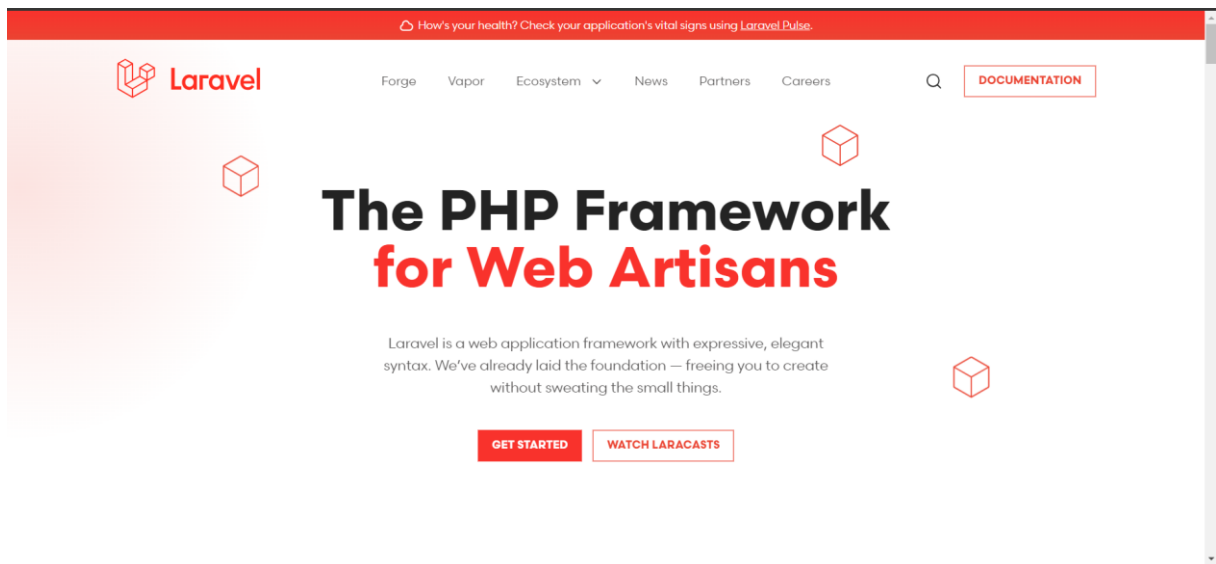 How's your health? Check your application's vital signs using Laravel Pulse.
Laravel
Forge Vapor Ecosystem News Partners Careers
DOCUMENTATION
The PHP Framework
for Web Artisans
Laravel is a web application framework with expressive, elegant
syntax. We've already laid the foundation — freeing you to create
without sweating the small things.
GET STARTED
WATCH LARACASTS